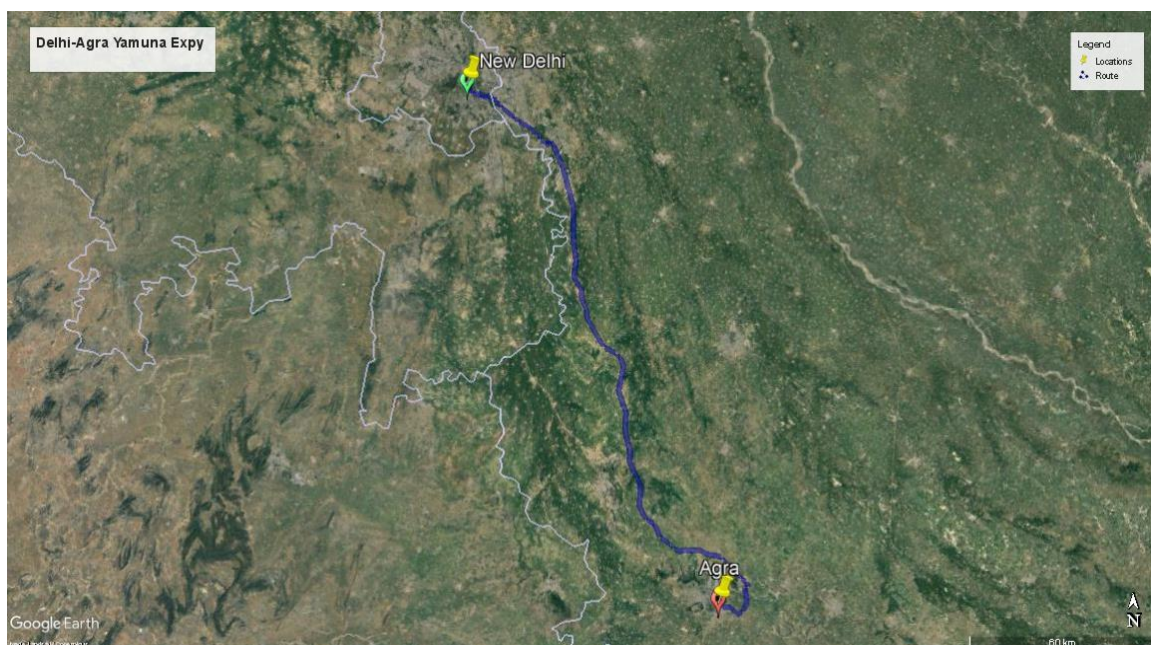 Delhi-Agra Yamuna Expy
Legend
Locations
Route
New Delhi
Agra
N
Google Earth
60 km